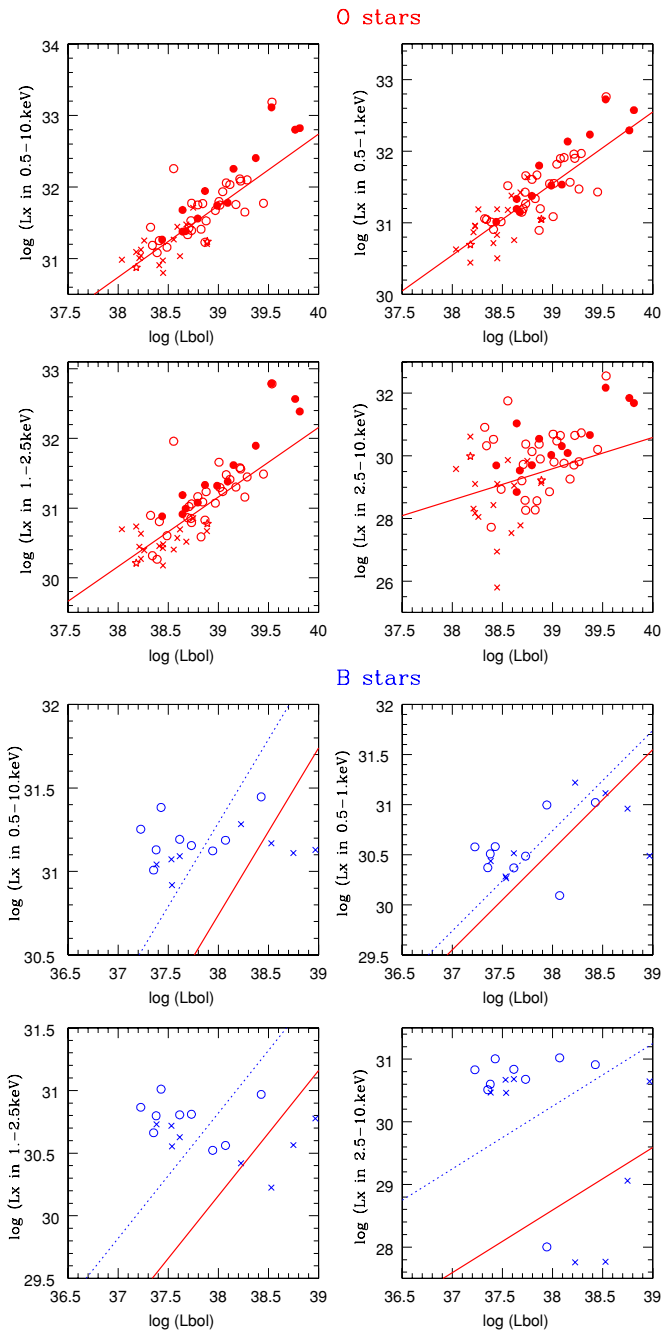 O stars
34
33
32
31
37.5 38 38.5 39 39.5 40
log (Lbol)
log (Lx in 0.5-10.keV)
33
32
31
30
37.5 38 38.5 39 39.5 40
log (Lbol)
log (Lx in 0.5-1.keV)
33
32
31
30
37.5 38 38.5 39 39.5 40
log (Lbol)
log (Lx in 1.-2.5keV)
32
30
28
26
37.5 38 38.5 39 39.5 40
log (Lbol)
log (Lx in 2.5-10.keV)
B stars
32
31.5
31
30.5
36.5 37 37.5 38 38.5 39
log (Lbol)
log (Lx in 0.5-10.keV)
32
31.5
31
30.5
30
29.5
36.5 37 37.5 38 38.5 39
log (Lbol)
log (Lx in 0.5-1.keV)
31.5
31
30.5
30
29.5
36.5 37 37.5 38 38.5 39
log (Lbol)
log (Lx in 1.-2.5keV)
31
30
29
28
36.5 37 37.5 38 38.5 39
log (Lbol)
log (Lx in 2.5-10.keV)